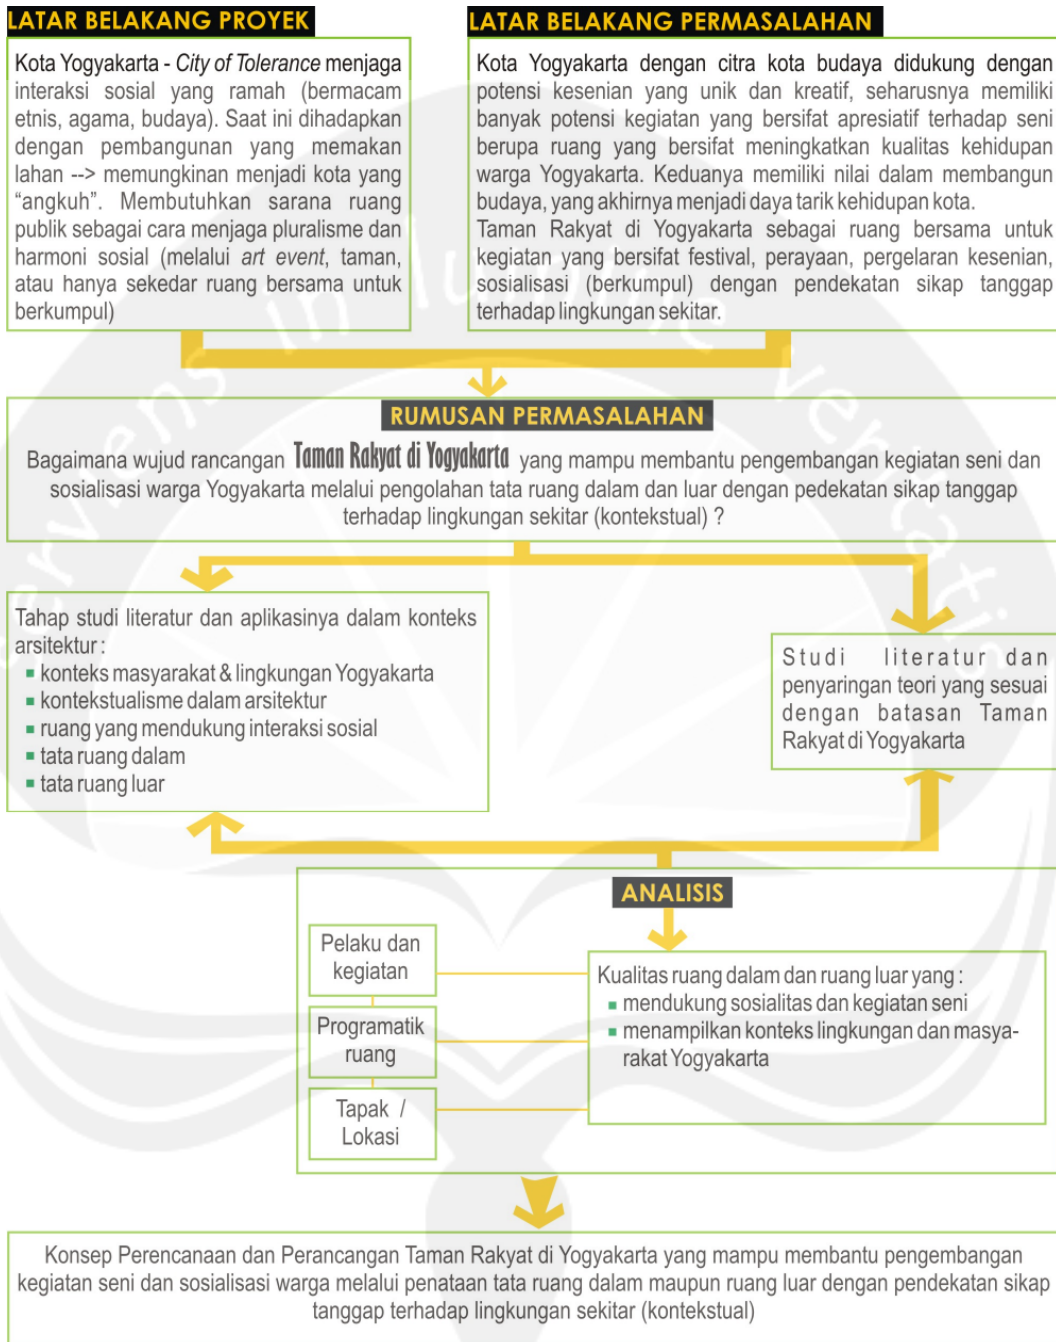 LATAR BELAKANG PROYEK
Kota Yogyakarta - City of Tolerance menjaga
interaksi sosial yang ramah (bermacam
etnis, agama, budaya). Saat ini dihadapkan
dengan pembangunan yang memakan
lahan --> memungkinan menjadi kota yang
“angkuh”. Membutuhkan sarana ruang
publik sebagai cara menjaga pluralisme dan
harmoni sosial (melalui art event, taman,
atau hanya sekedar ruang bersama untuk
berkumpul)
LATAR BELAKANG PERMASALAHAN
Kota Yogyakarta dengan citra kota budaya didukung dengan
potensi kesenian yang unik dan kreatif, seharusnya memiliki
banyak potensi kegiatan yang bersifat apresiatif terhadap seni
berupa ruang yang bersifat meningkatkan kualitas kehidupan
warga Yogyakarta. Keduanya memiliki nilai dalam membangun
budaya, yang akhirnya menjadi daya tarik kehidupan kota.
Taman Rakyat di Yogyakarta sebagai ruang bersama untuk
kegiatan yang bersifat festival, perayaan, pergelaran kesenian,
sosialisasi (berkumpul) dengan pendekatan sikap tanggap
terhadap lingkungan sekitar.
RUMUSAN PERMASALAHAN
Bagaimana wujud rancangan Taman Rakyat di Yogyakarta yang mampu membantu pengembangan kegiatan seni dan
sosialisasi warga Yogyakarta melalui pengolahan tata ruang dalam dan luar dengan pedekatan sikap tanggap
terhadap lingkungan sekitar (kontekstual) ?
Tahap studi literatur dan aplikasinya dalam konteks
arsitektur :
konteks masyarakat & lingkungan Yogyakarta
kontekstualisme dalam arsitektur
ruang yang mendukung interaksi sosial
tata ruang dalam
tata ruang luar
Studi literatur dan
penyaringan teori yang sesuai
dengan batasan Taman
Rakyat di Yogyakarta
ANALISIS
Pelaku dan
kegiatan
Programatik
ruang
Tapak /
Lokasi
Kualitas ruang dalam dan ruang luar yang :
mendukung sosialitas dan kegiatan seni
menampilkan konteks lingkungan dan masya-
rakat Yogyakarta
Konsep Perencanaan dan Perancangan Taman Rakyat di Yogyakarta yang mampu membantu pengembangan
kegiatan seni dan sosialisasi warga melalui penataan tata ruang dalam maupun ruang luar dengan pendekatan sikap
tanggap terhadap lingkungan sekitar (kontekstual)
serviens in lumine veritatis